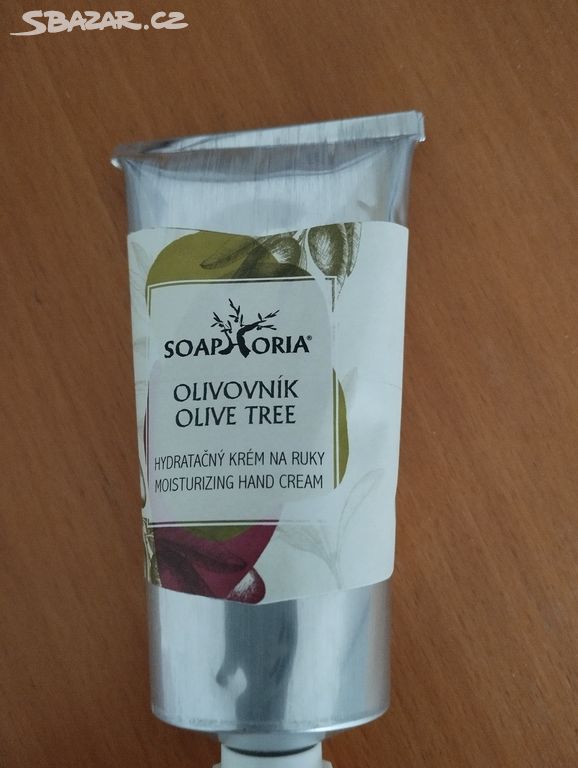 SBAZAR.CZ
SOAPHORIA®
OLIVOVNÍK
OLIVE TREE
HYDRATAČNÝ KRÉM NA RUKY
MOISTURIZING HAND CREAM